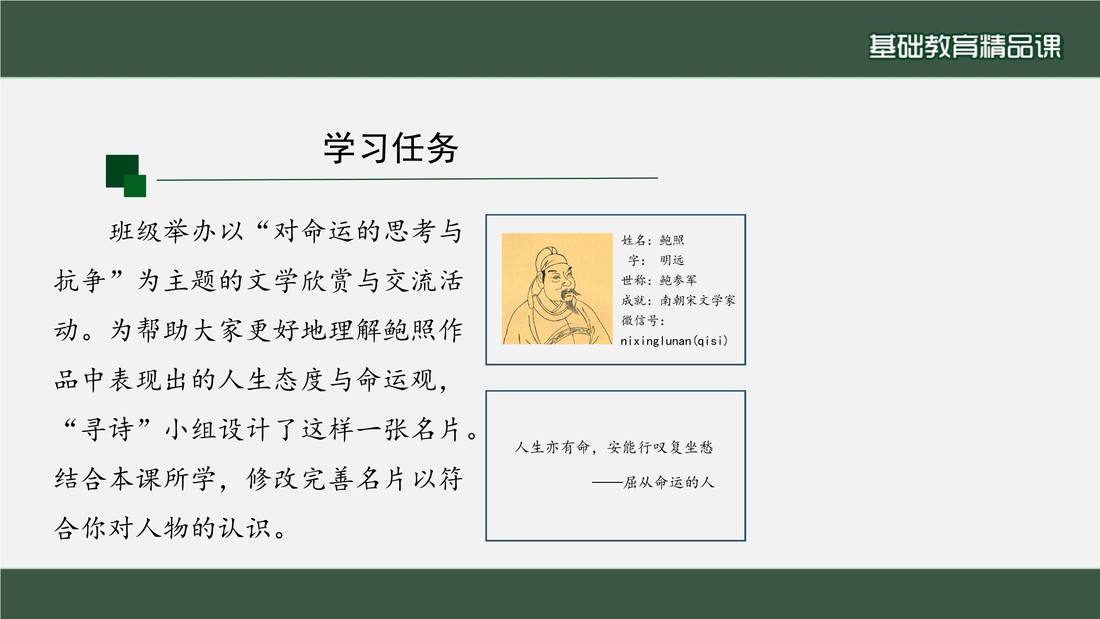 基础教育精品课
学习任务
班级举办以“对命运的思考与
抗争”为主题的文学欣赏与交流活
动。为帮助大家更好地理解鲍照作
品中表现出的人生态度与命运观，
“寻诗”小组设计了这样一张名片。
结合本课所学，修改完善名片以符
合你对人物的认识。
姓名：鲍照
字： 明远
世称：鲍参军
成就：南朝宋文学家
微信号：
nixinglunan(qisi)
人生亦有命，安能行叹复坐愁
——屈从命运的人